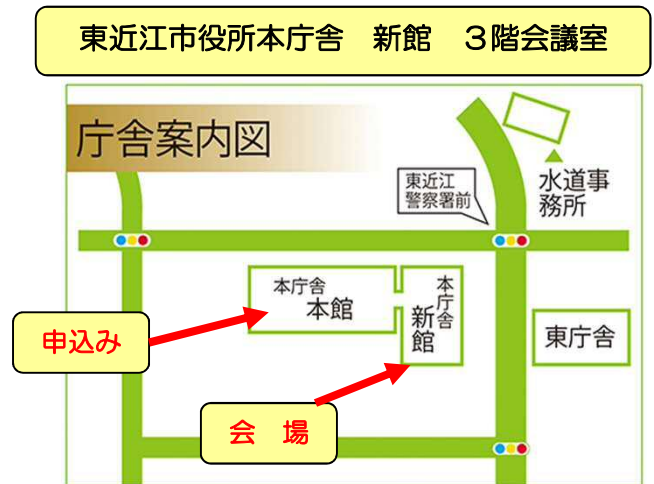 東近江市役所本庁舎　新館　３階会議室
庁舎案内図
東近江
警察署前
水道事
務所
本庁舎
本館
本庁舎
新館
東庁舎
申込み
会　場